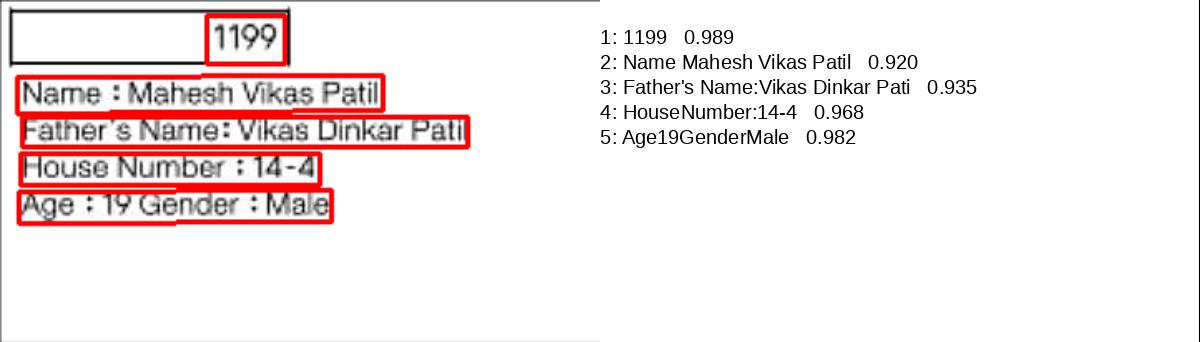 1199
Name : Mahesh Vikas Patil
Father's Name: Vikas Dinkar Patil
House Number : 14-4
Age : 19 Gender : Male
1: 1199 0.989
2: Name Mahesh Vikas Patil 0.920
3: Father's Name:Vikas Dinkar Pati 0.935
4: HouseNumber:14-4 0.968
5: Age19GenderMale 0.982